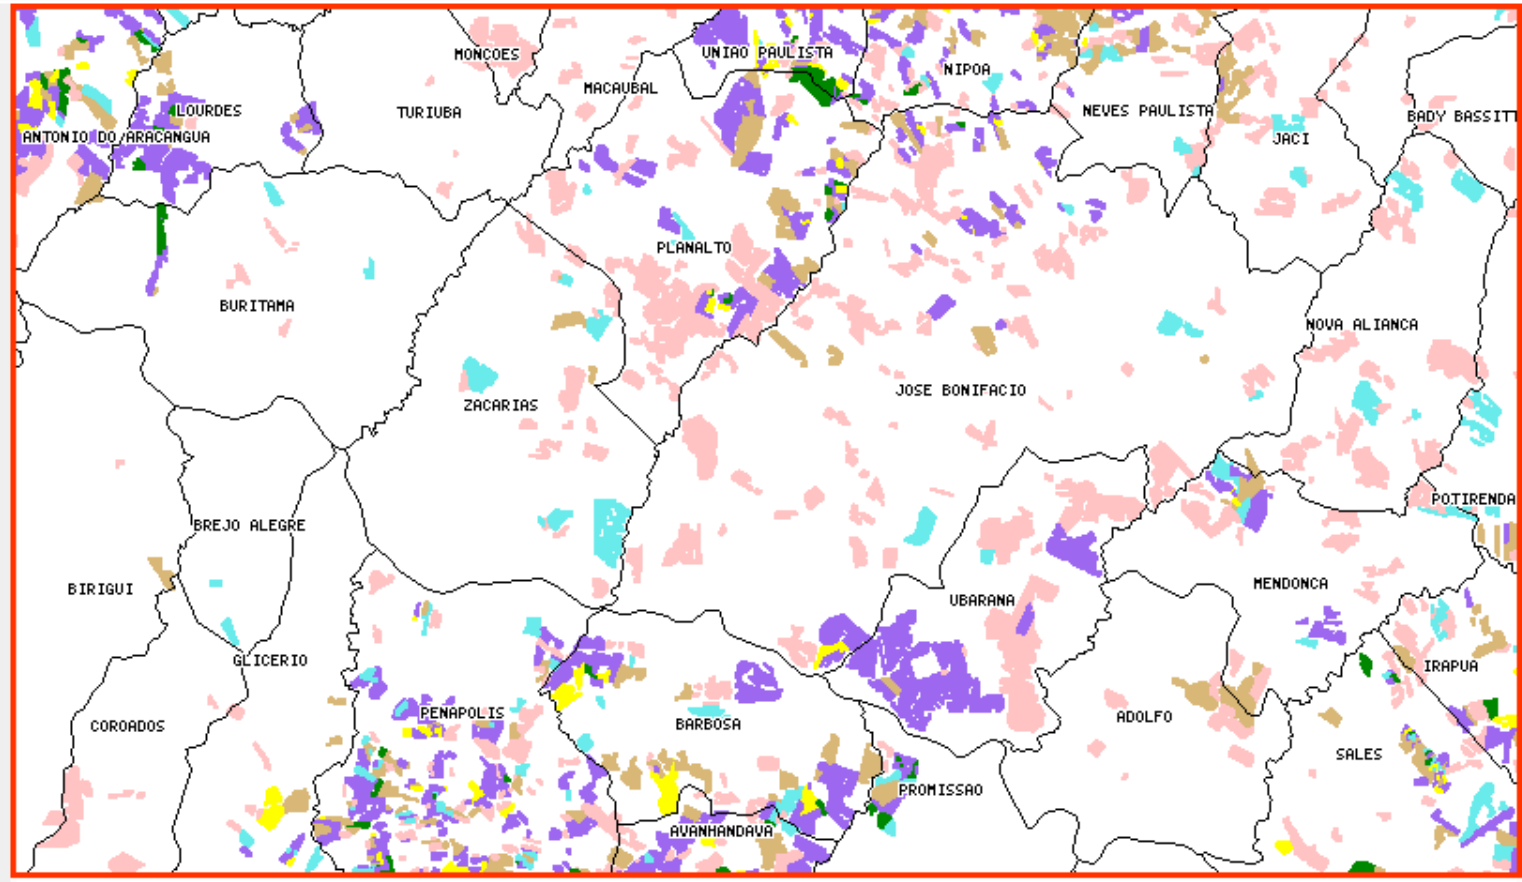 UNIAO PAULISTA
MONCOES
NIPOA
MACAUBAL
LOURDES
TURIUBA
NEVES PAULISTA
BADY BASSITT
ANTONIO DO ARACANGUA
JACI
PLANALTO
BURITAMA
NOVA ALIANCA
JOSE BONIFACIO
ZACARIAS
POTIRENDA
BREJO ALEGRE
MENDONCA
BIRIGUI
UBARANA
GLICERIO
IRAPUA
PENAPOLIS
ADOLFO
COROADOS
BARBOSA
SALES
PROMISSAO
AVANHANDAVA